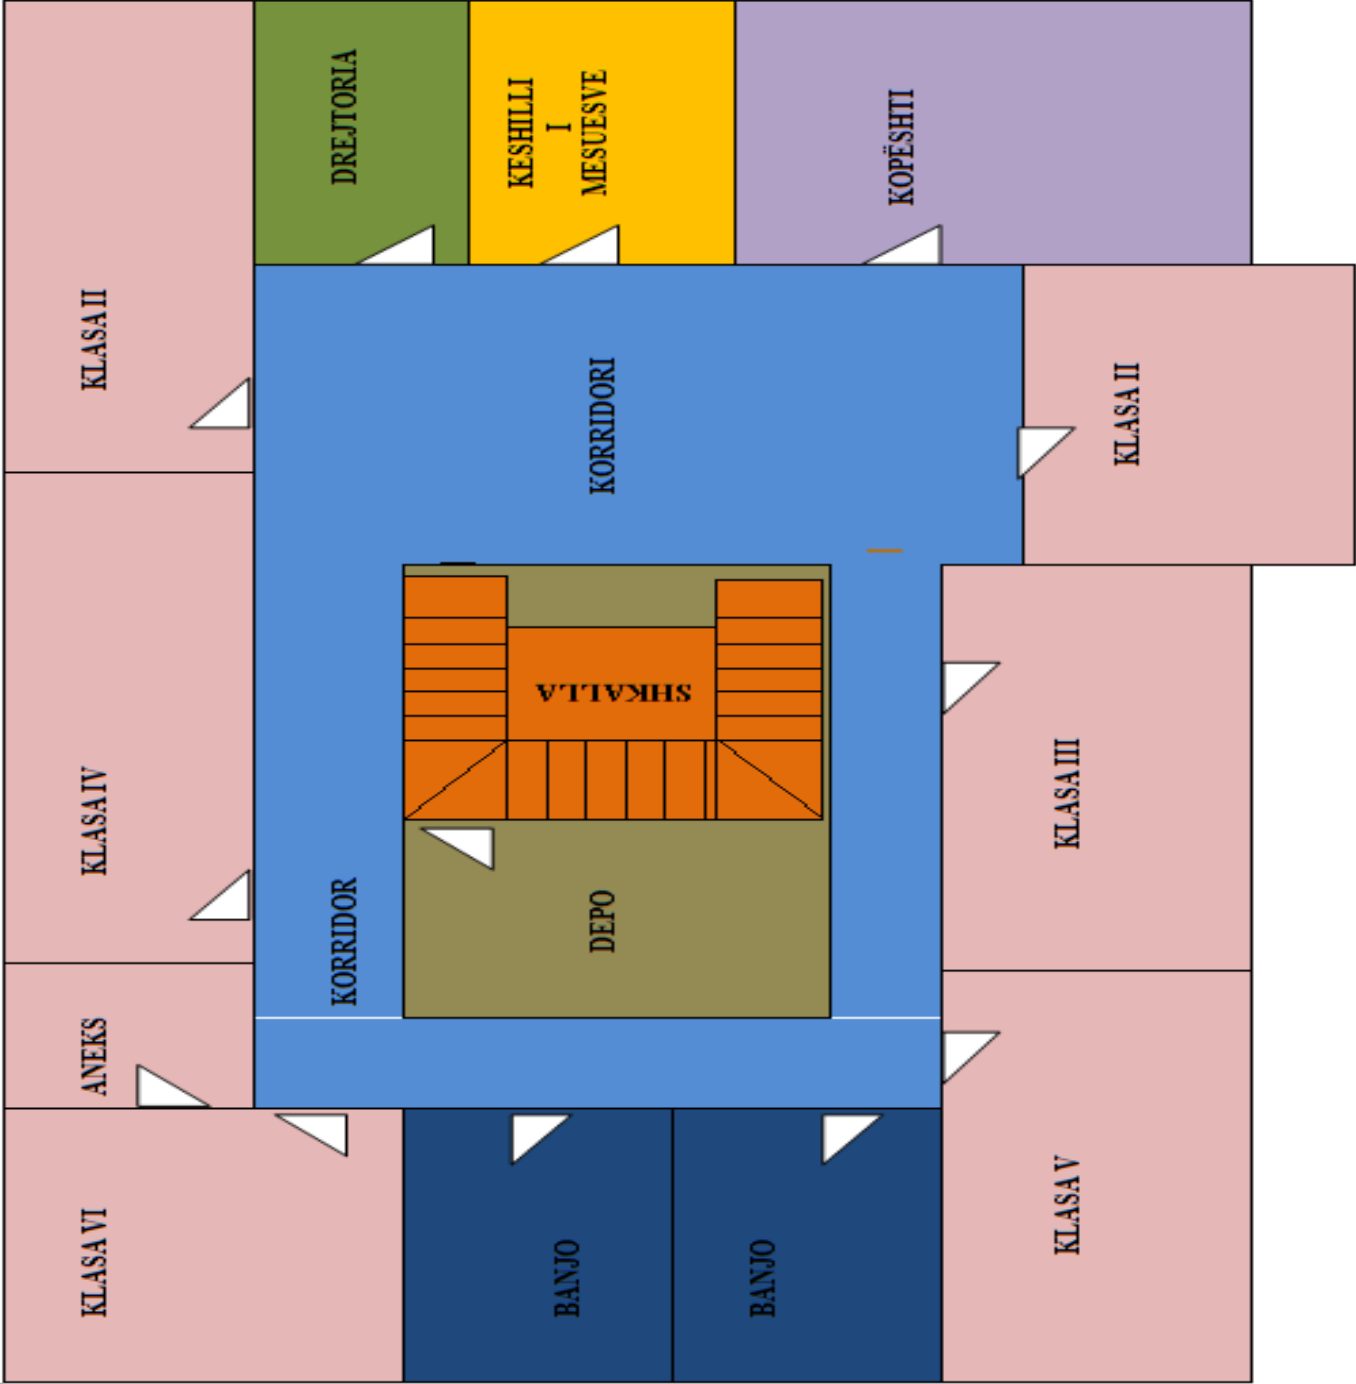 DREJTORIA
KESHILLI
I
MESUESVE
KOPËSHTI
KLASA II
KORRIDORI
KLASA II
SHKALLA
KLASA IV
KLASA III
KORRIDOR
DEPO
ANEKS
KLASA VI
BANJO
BANJO
KLASA V